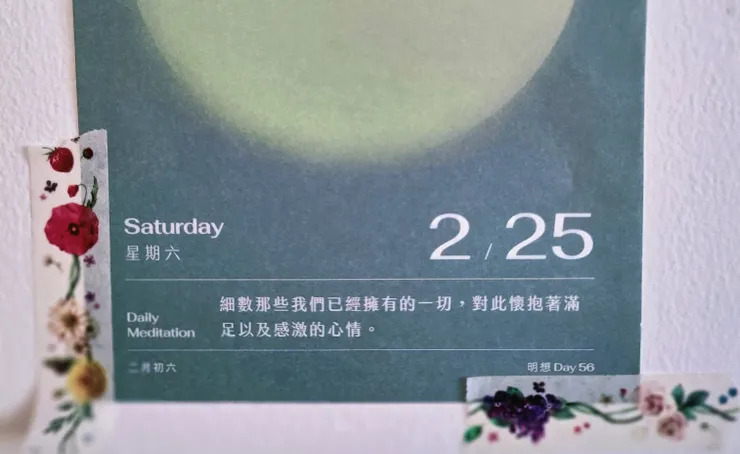 Saturday
星期六
2 / 25
Daily
Meditation
細數那些我們已經擁有的一切，對此懷抱著滿
足以及感激的心情。
二月初六
明想 Day 56